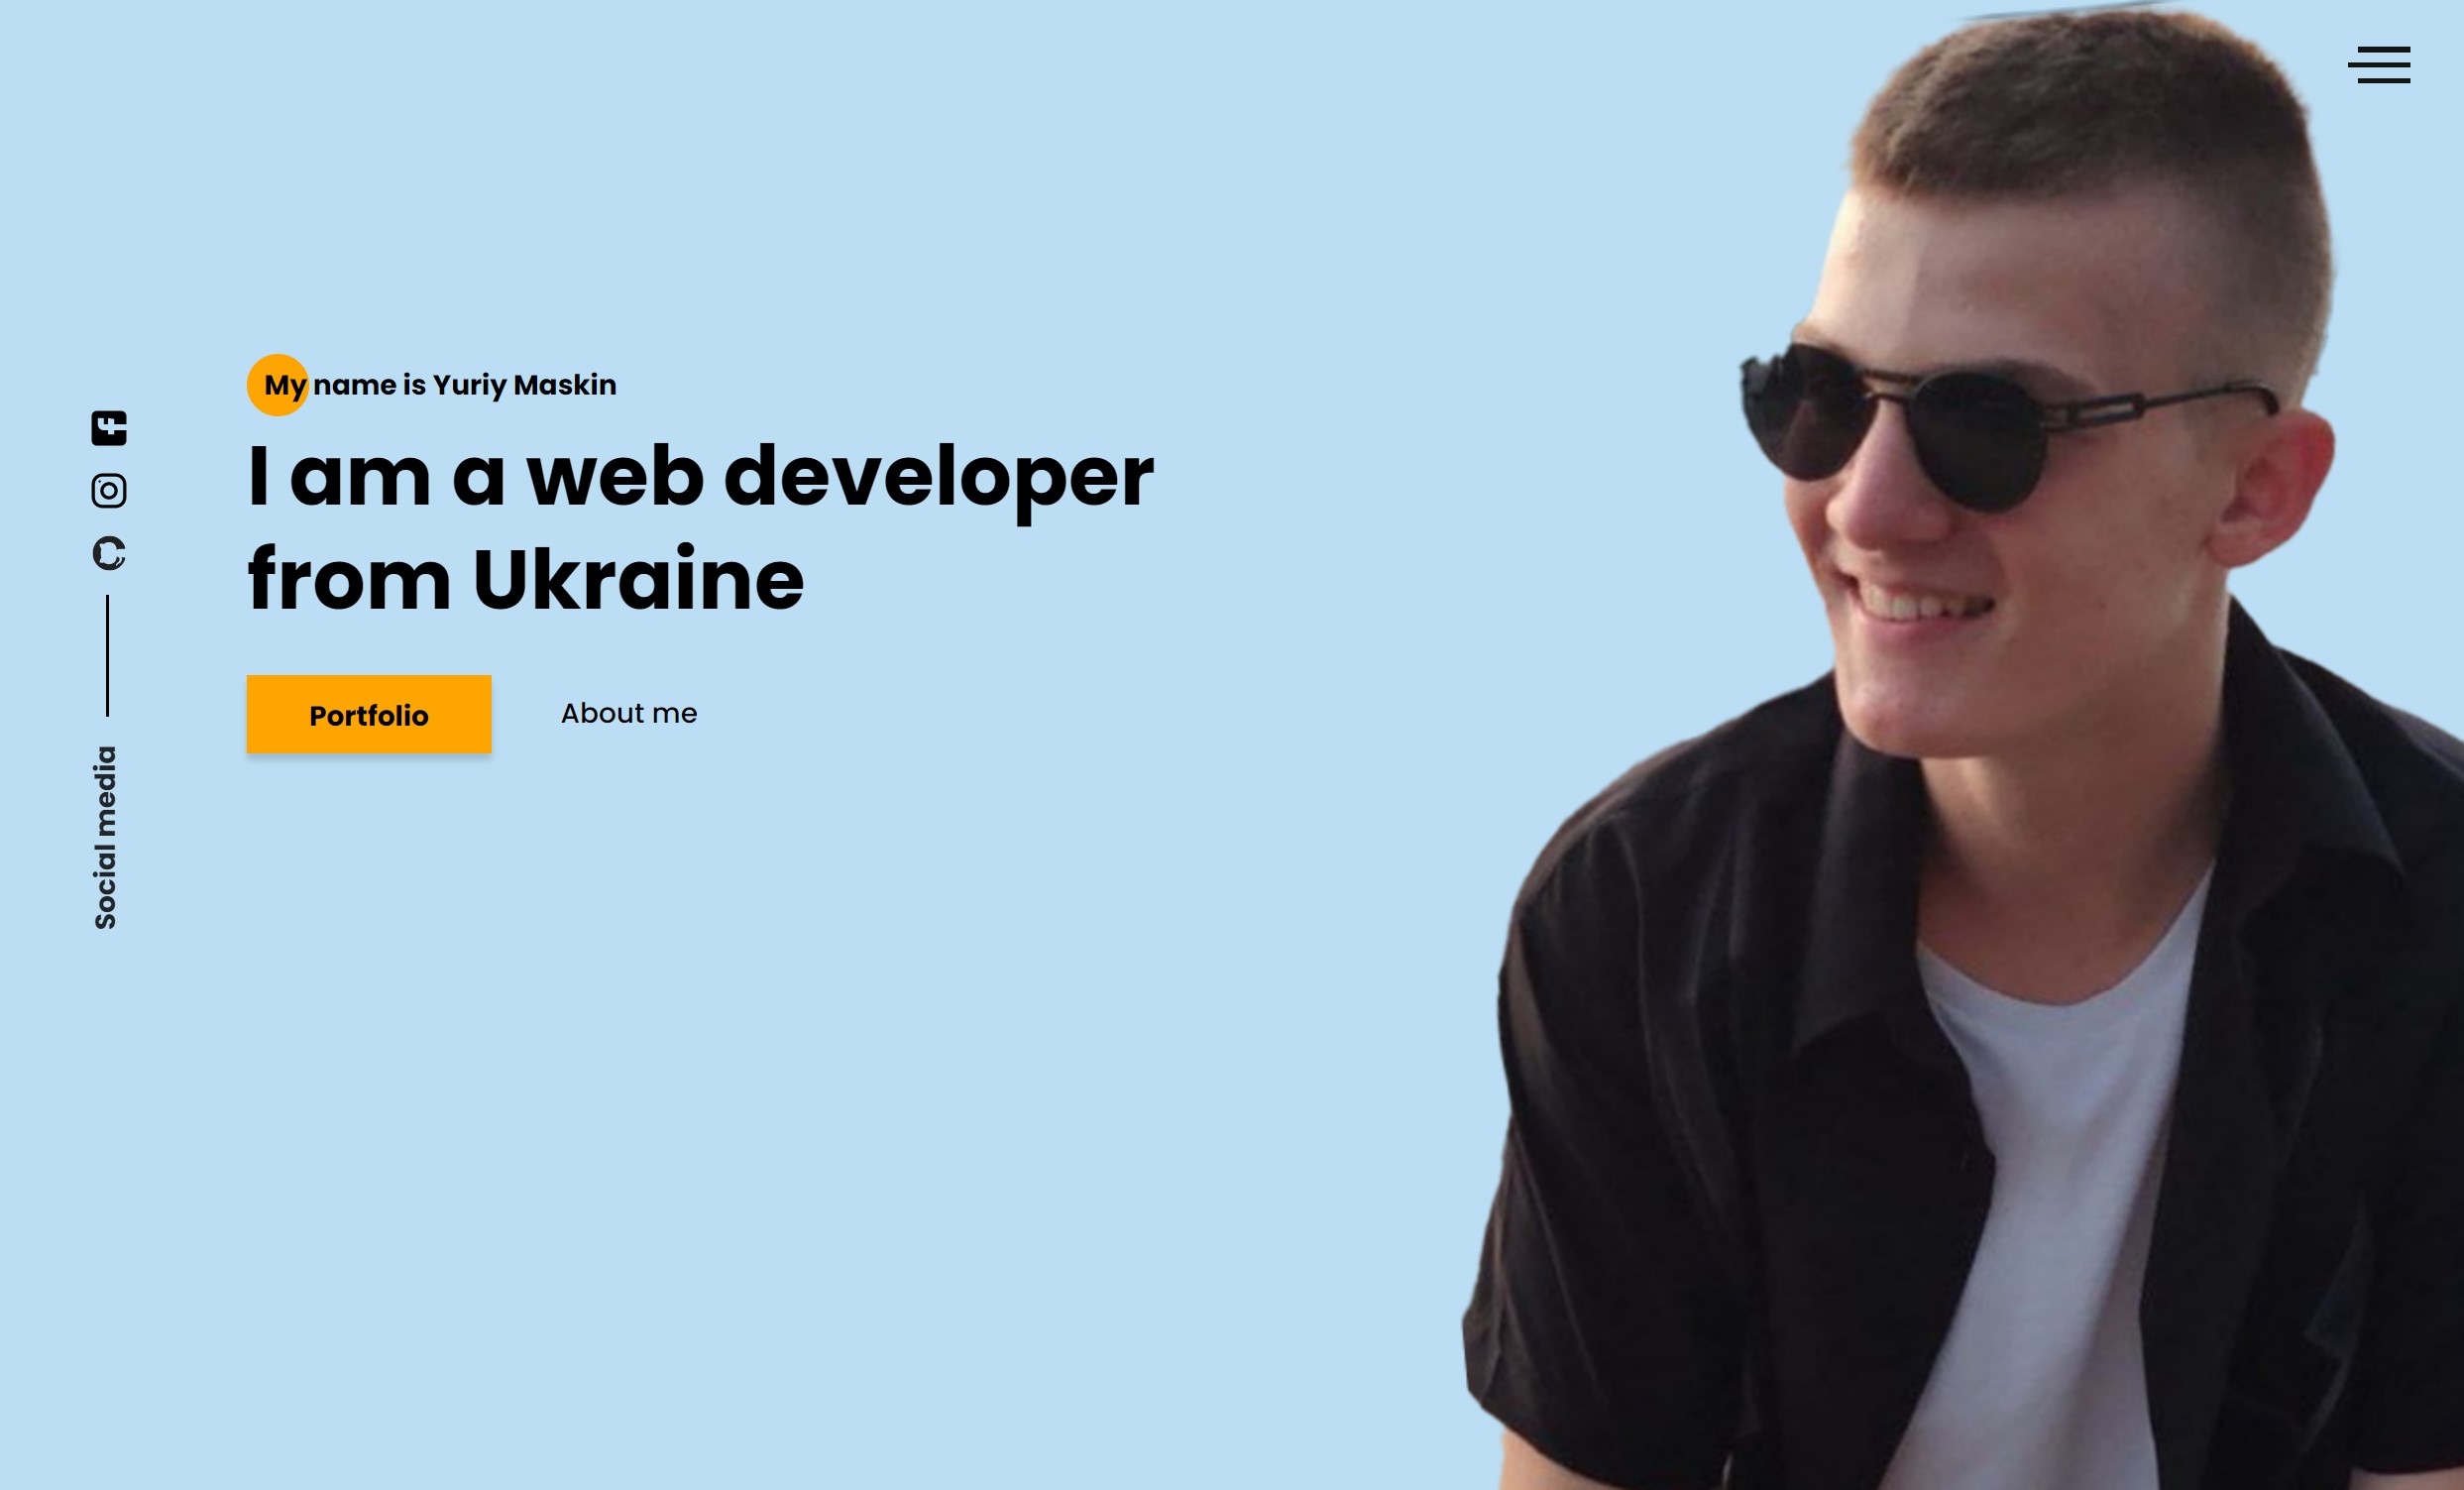 My name is Yuriy Maskin
I am a web developer
from Ukraine
Portfolio
About me
Social media